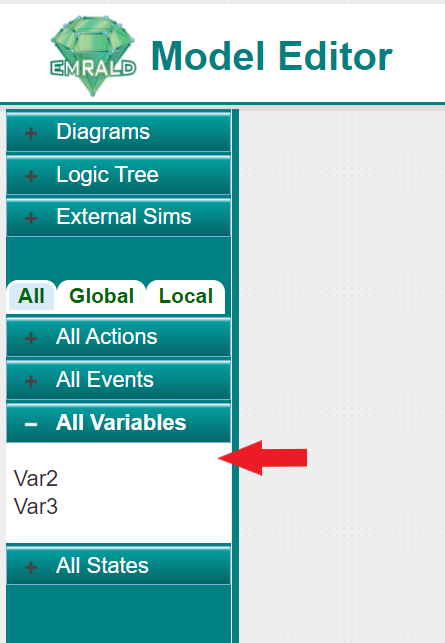 EMRALD
Model Editor
+ Diagrams
+ Logic Tree
+ External Sims
All Global Local
+ All Actions
+ All Events
– All Variables
Var2
Var3
+ All States